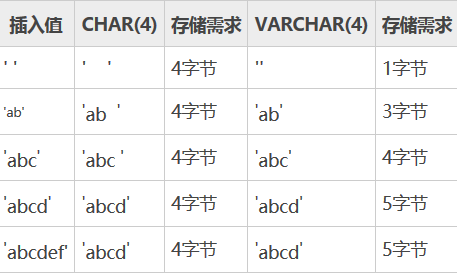 插入值 CHAR(4) 存储需求 VARCHAR(4) 存储需求
' ' '    ' 4字节 '' 1字节
'ab' 'ab  ' 4字节 'ab' 3字节
'abc' 'abc ' 4字节 'abc' 4字节
'abcd' 'abcd' 4字节 'abcd' 5字节
'abcdef' 'abcd' 4字节 'abcd' 5字节